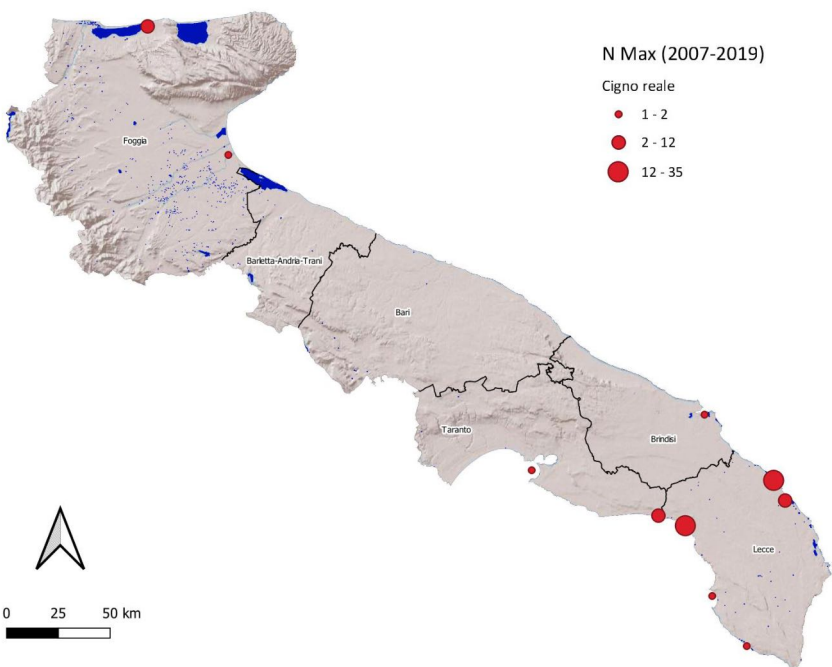 N Max (2007-2019)
Cigno reale
1 - 2
2 - 12
12 - 35
Foggia
Barletta-Andria-Trani
Bari
Taranto
Brindisi
Lecce
0 25 50 km